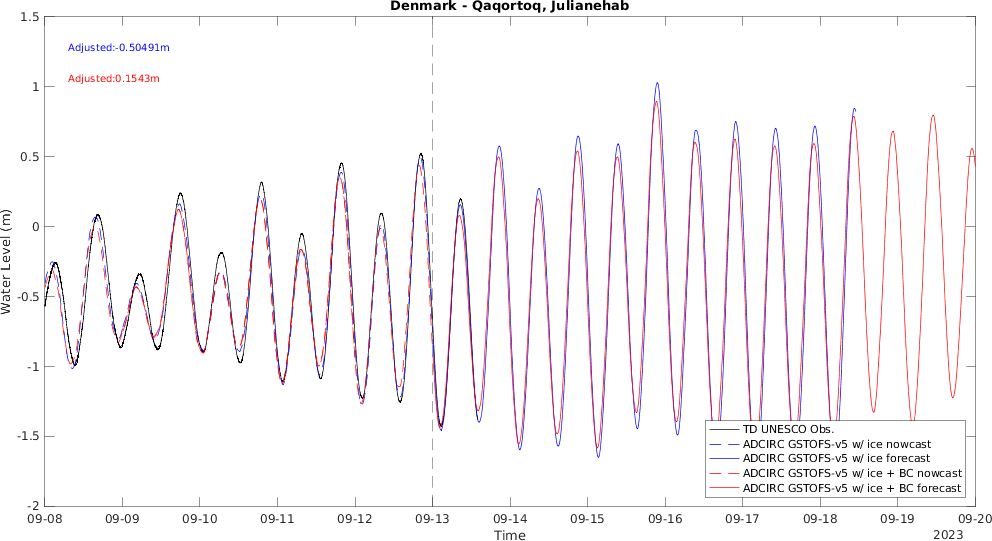 Denmark - Qaqortoq, Julianehab
1.5
1
0.5
0
-0.5
-1
-1.5
-2
Water Level (m)
Adjusted:-0.50491m
Adjusted:0.1543m
TD UNESCO Obs.
ADCIRC GSTOFS-v5 w/ ice nowcast
ADCIRC GSTOFS-v5 w/ ice forecast
ADCIRC GSTOFS-v5 w/ ice + BC nowcast
ADCIRC GSTOFS-v5 w/ ice + BC forecast
09-08 09-09 09-10 09-11 09-12 09-13 09-14 09-15 09-16 09-17 09-18 09-19 09-20
Time
2023